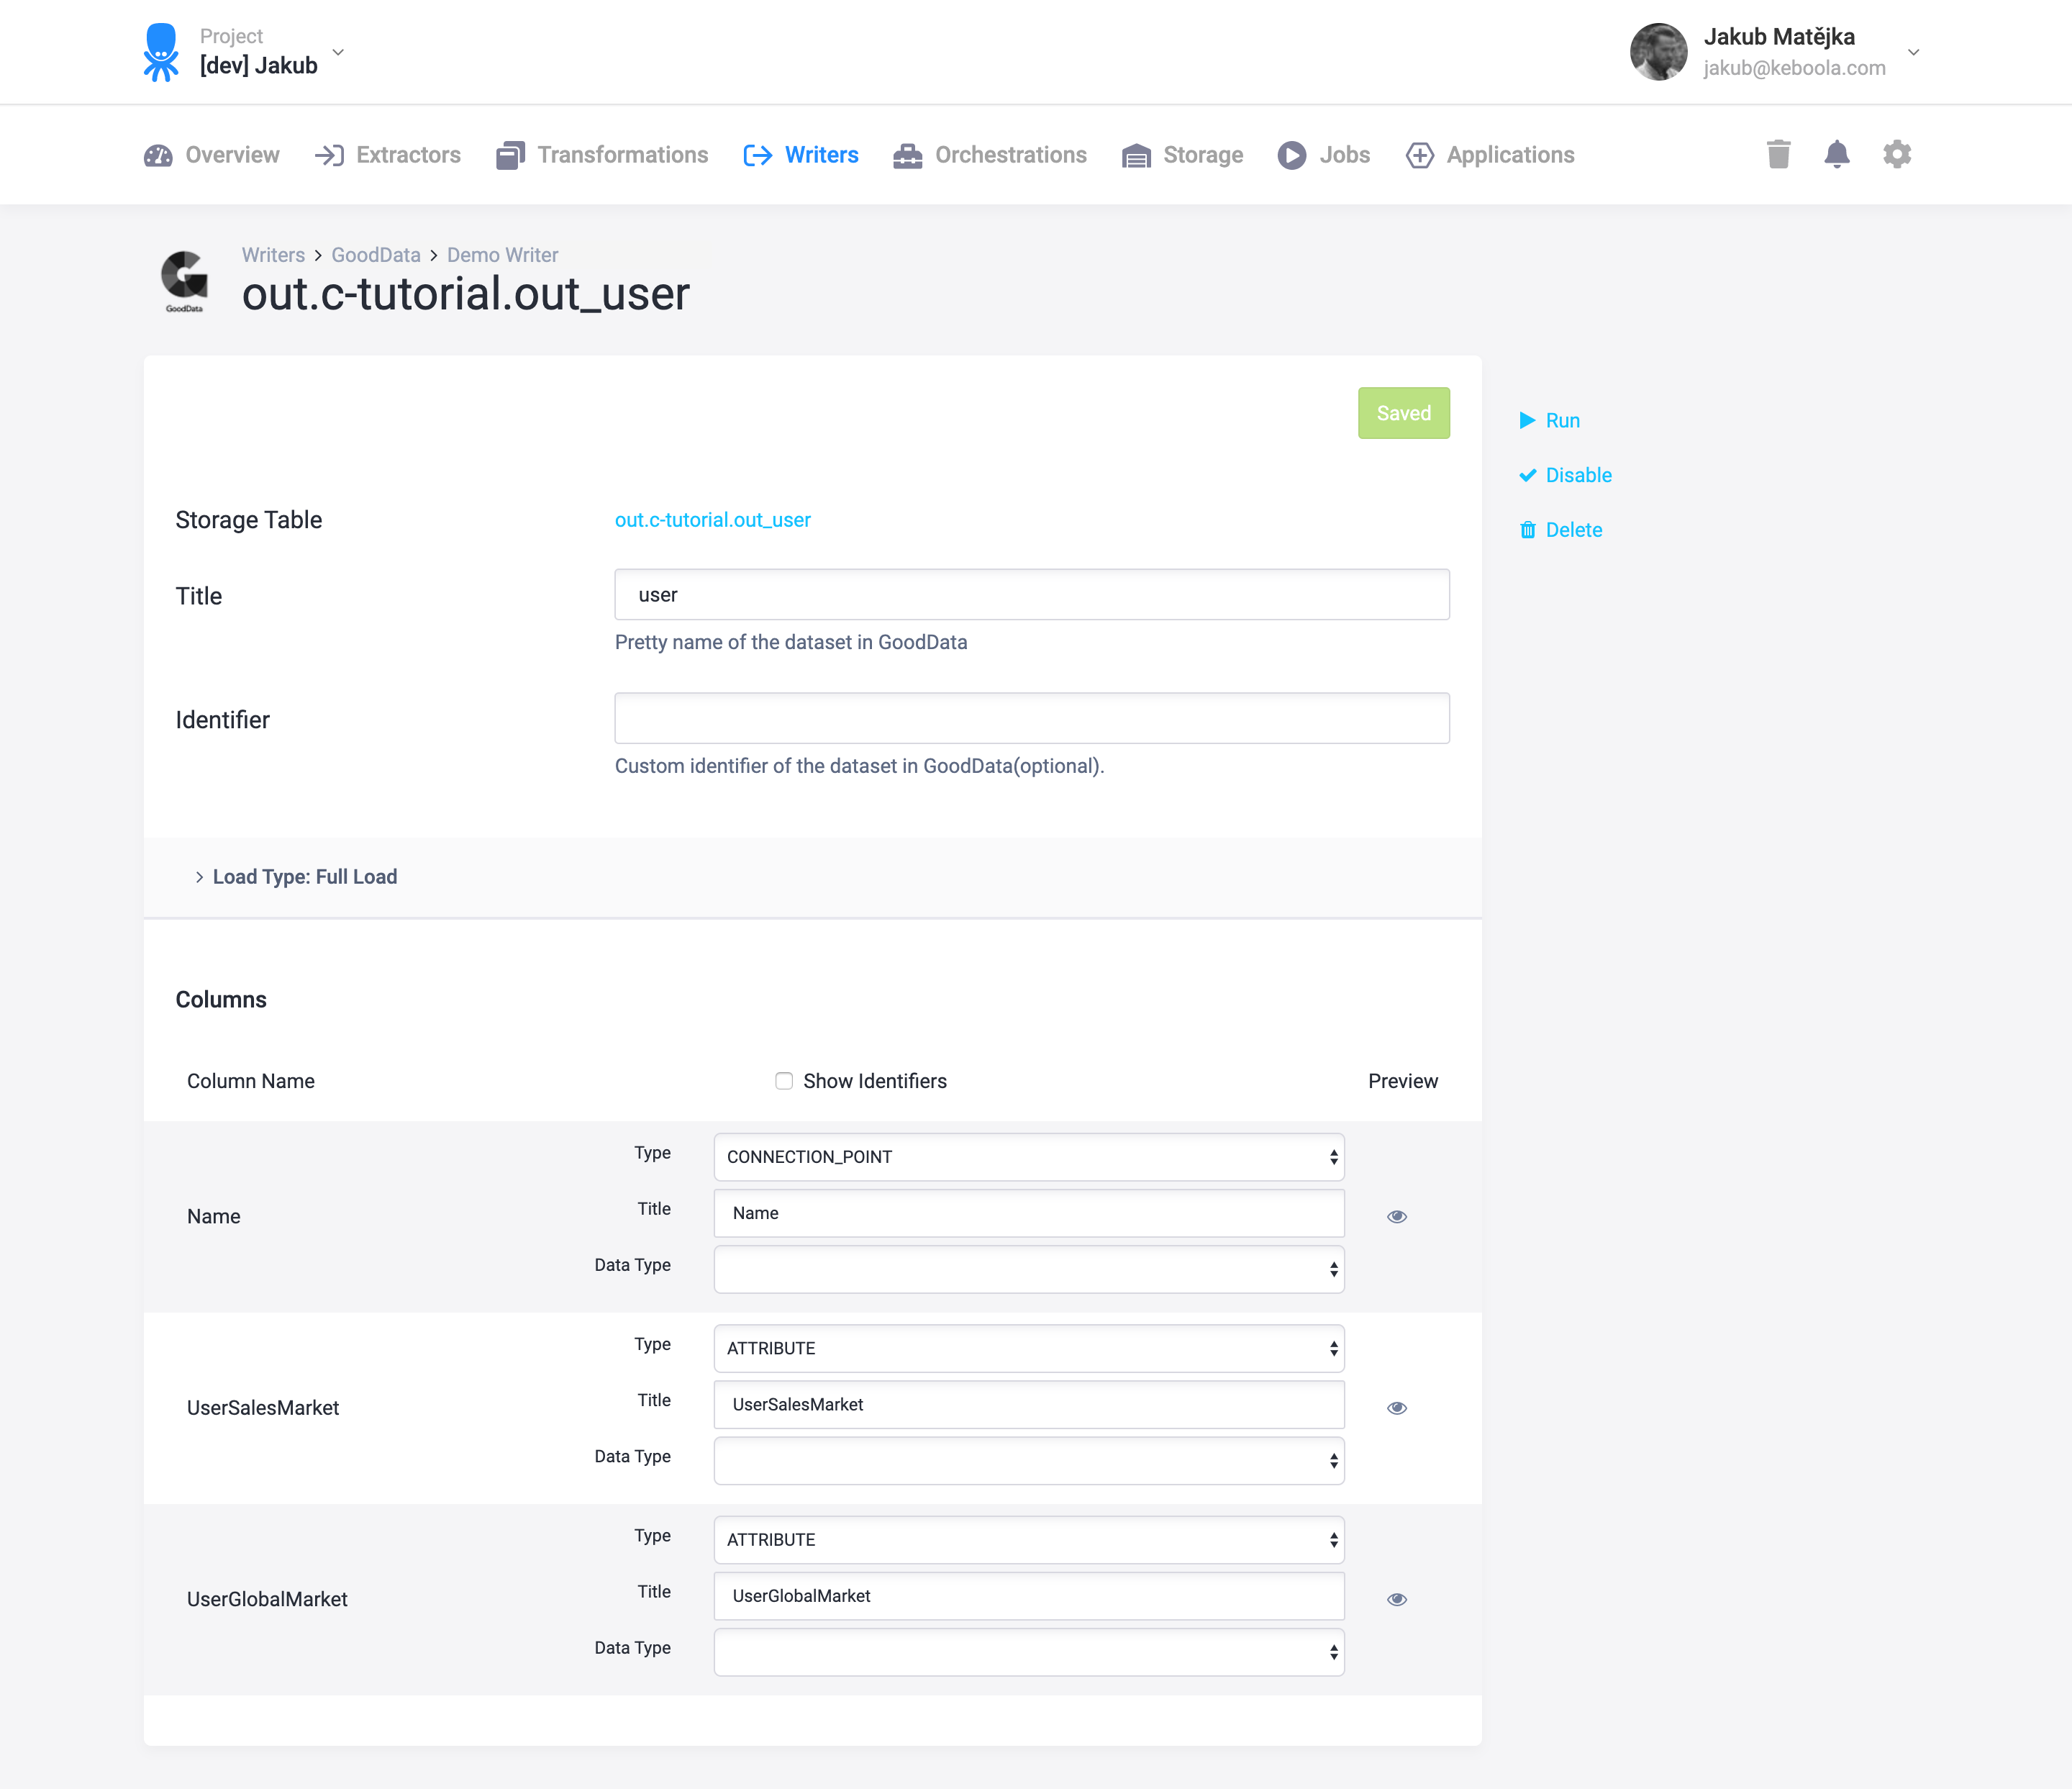 Project
[dev] Jakub
Jakub Matějka
jakub@keboola.com
Overview Extractors Transformations Writers Orchestrations Storage Jobs Applications
GoodData
Writers > GoodData > Demo Writer
out.c-tutorial.out_user
Saved
Run
Disable
Delete
Storage Table out.c-tutorial.out_user
Title user
Pretty name of the dataset in GoodData
Identifier
Custom identifier of the dataset in GoodData(optional).
Load Type: Full Load
Columns
Column Name Show Identifiers Preview
Name
Type CONNECTION_POINT
Title Name
Data Type
UserSalesMarket
Type ATTRIBUTE
Title UserSalesMarket
Data Type
UserGlobalMarket
Type ATTRIBUTE
Title UserGlobalMarket
Data Type